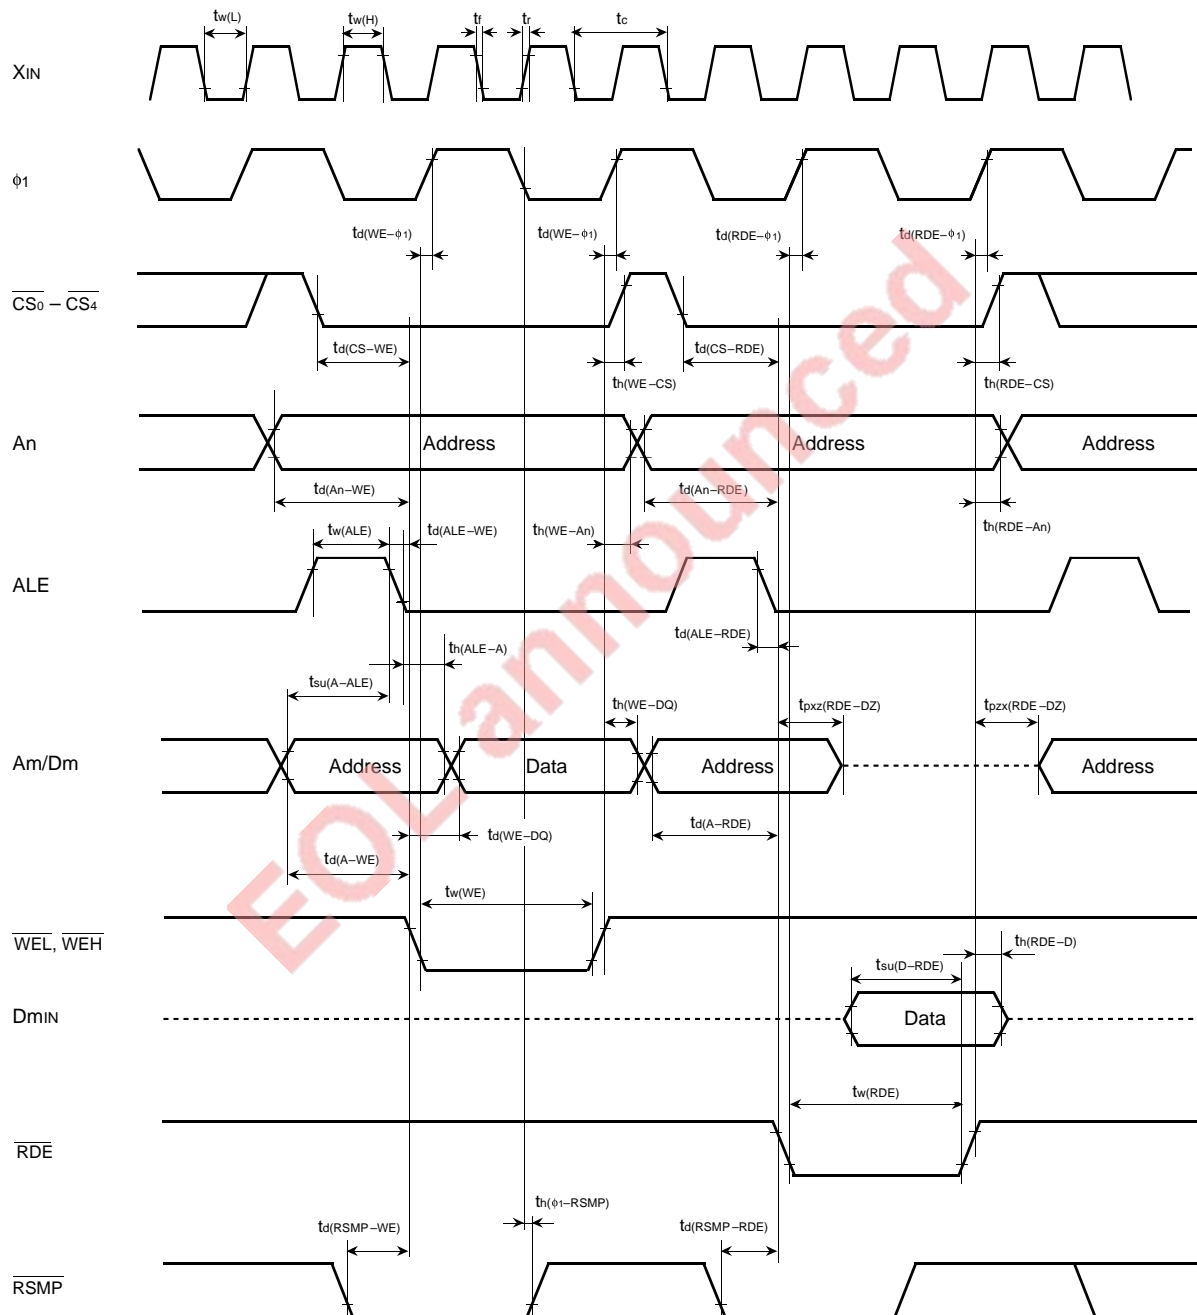 tw(L) tw(H) tf tr tc
XIN
ϕ1
td(WE–ϕ1) td(WE–ϕ1) td(RDE–ϕ1) td(RDE–ϕ1)
CS0 – CS4
td(CS–WE) td(CS–RDE)
th(WE–CS) th(RDE–CS)
An Address Address Address
td(An–WE) td(An–RDE)
tw(ALE) td(ALE–WE) th(WE–An) th(RDE–An)
ALE
td(ALE–RDE)
th(ALE–A)
tsu(A–ALE)
th(WE–DQ) tpxz(RDE–DZ) tpzx(RDE–DZ)
Am/Dm Address Data Address Address
td(WE–DQ) td(A–RDE)
td(A–WE)
tw(WE)
WEL, WEH
th(RDE–D)
tsu(D–RDE)
DmIN Data
tw(RDE)
RDE
th(ϕ1–RSMP)
td(RSMP–WE) td(RSMP–RDE)
RSMP
EOL announced